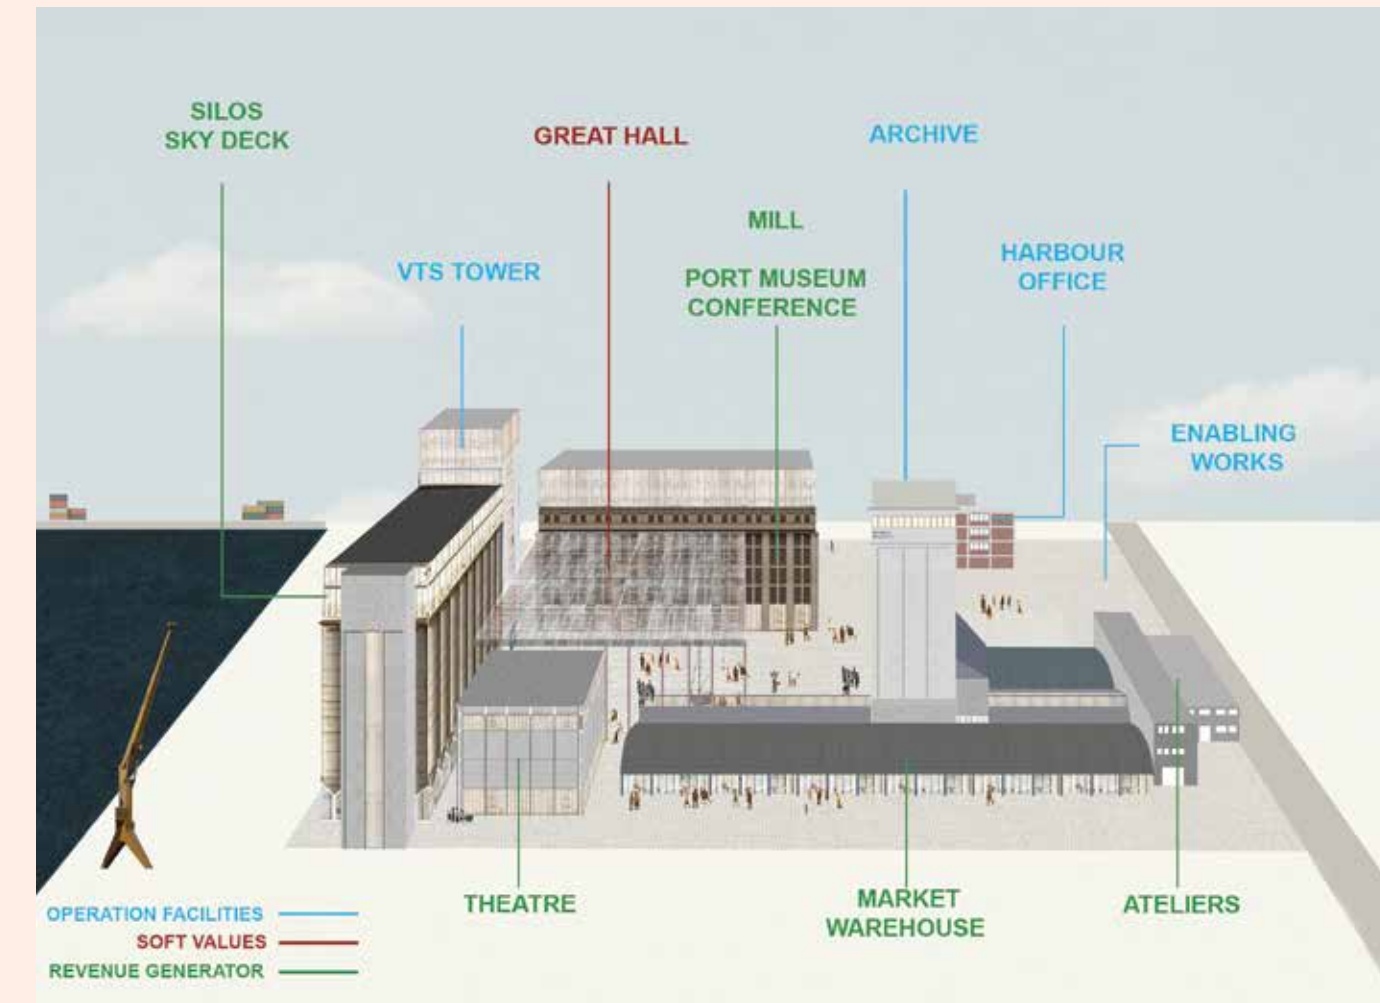 SILOS
SKY DECK
GREAT HALL
ARCHIVE
MILL
VTS TOWER
PORT MUSEUM
CONFERENCE
HARBOUR
OFFICE
ENABLING
WORKS
THEATRE
MARKET
WAREHOUSE
ATELIERS
OPERATION FACILITIES
SOFT VALUES
REVENUE GENERATOR